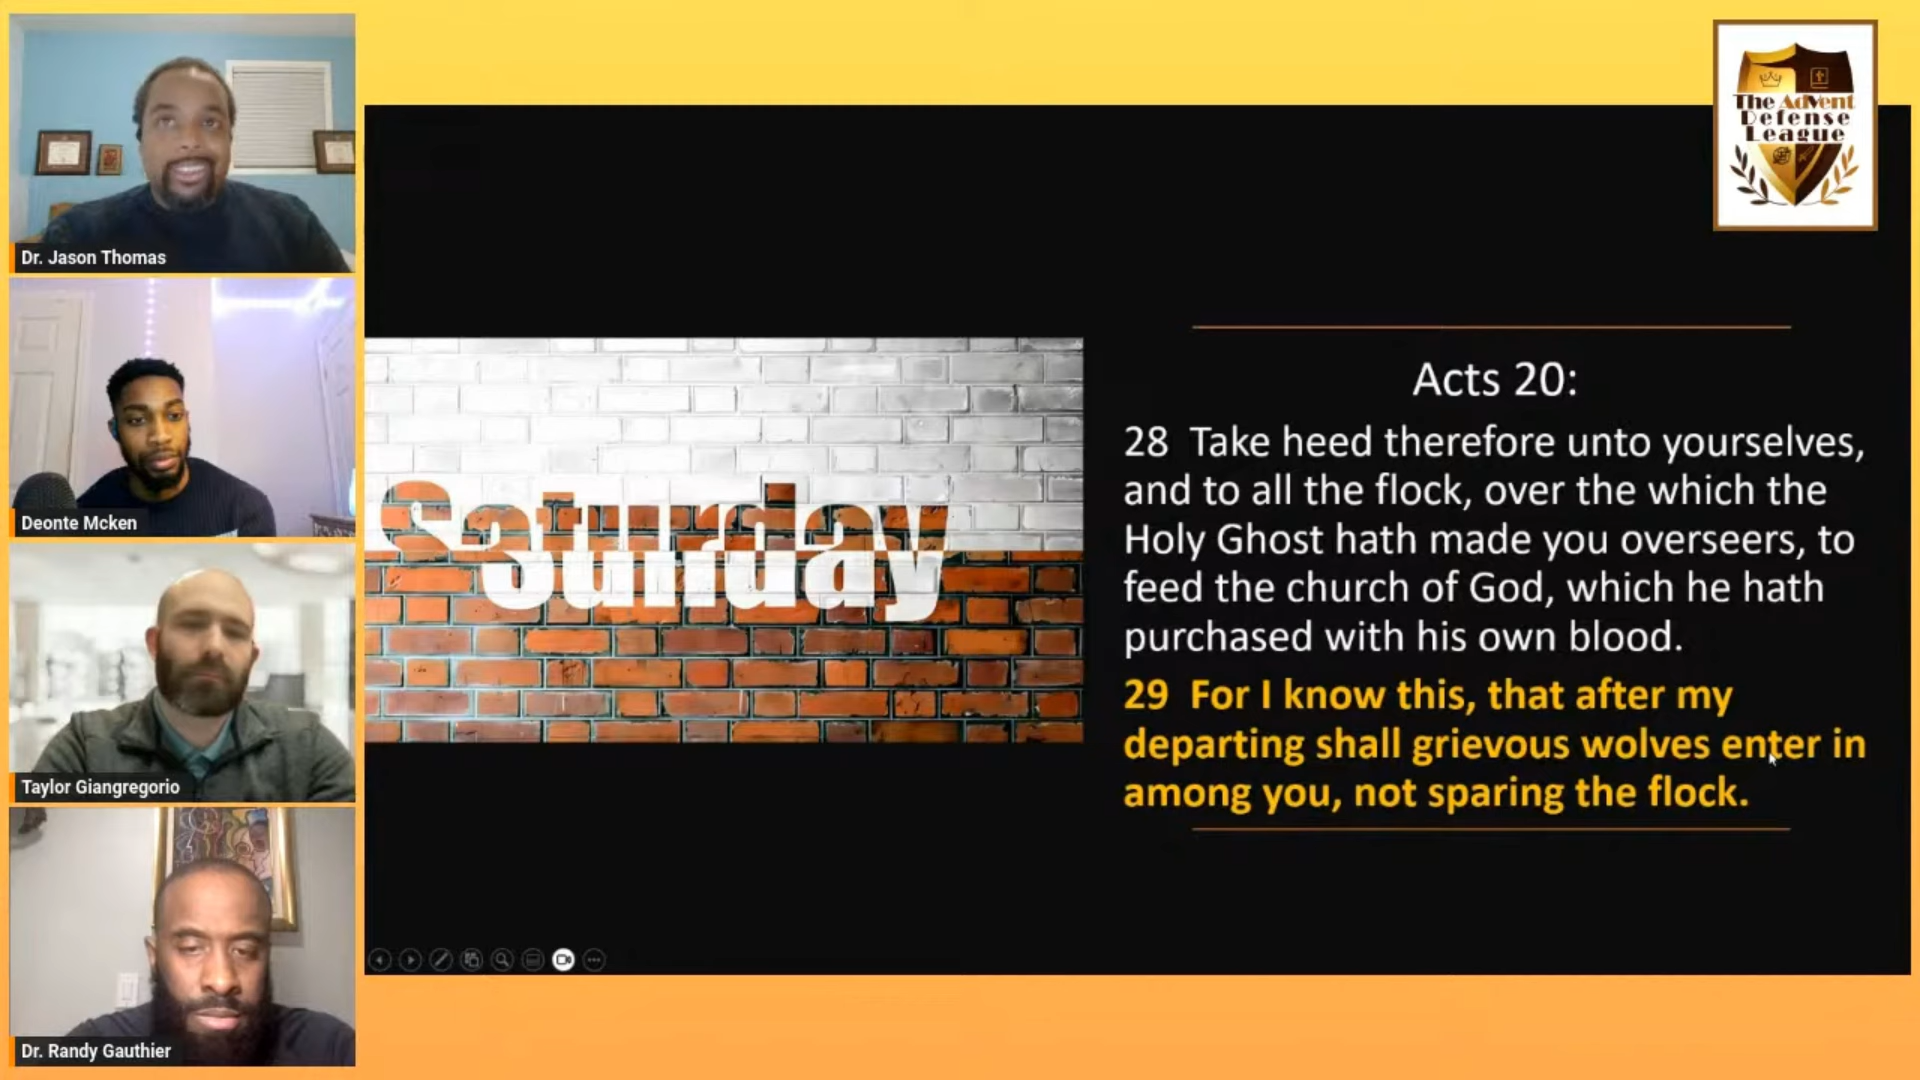 Dr. Jason Thomas
Deonte Mcken
Taylor Giangregorio
Dr. Randy Gauthier
Saturday
Sunday
The Advent
Defense
League
Acts 20:
28 Take heed therefore unto yourselves,
and to all the flock, over the which the
Holy Ghost hath made you overseers, to
feed the church of God, which he hath
purchased with his own blood.
29 For I know this, that after my
departing shall grievous wolves enter in
among you, not sparing the flock.